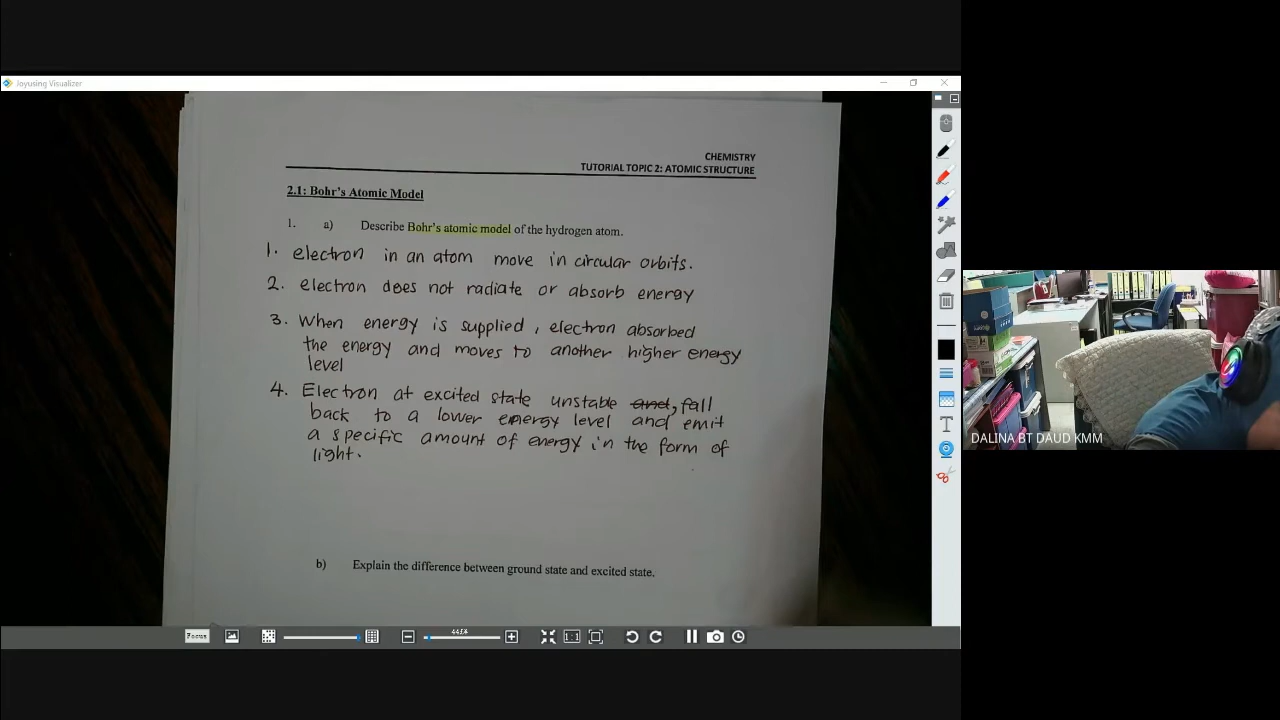 Joyusing Visualizer
CHEMISTRY
TUTORIAL TOPIC 2: ATOMIC STRUCTURE
2.1: Bohr's Atomic Model
1. a) Describe Bohr's atomic model of the hydrogen atom.
1. electron in an atom move in circular orbits.
2. electron does not radiate or absorb energy
3. When energy is supplied, electron absorbed
the energy and moves to another higher energy
level
4. Electron at excited state unstable and, fall
back to a lower energy level and emit
a specific amount of energy in the form of
light.
b) Explain the difference between ground state and excited state.
Focus
1:1
T
DALINA BT DAUD KMM